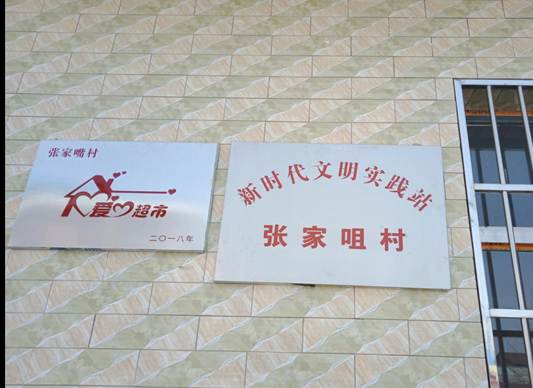 张家嘴村
爱心超市
二〇一八年
新时代文明实践站
张家咀村